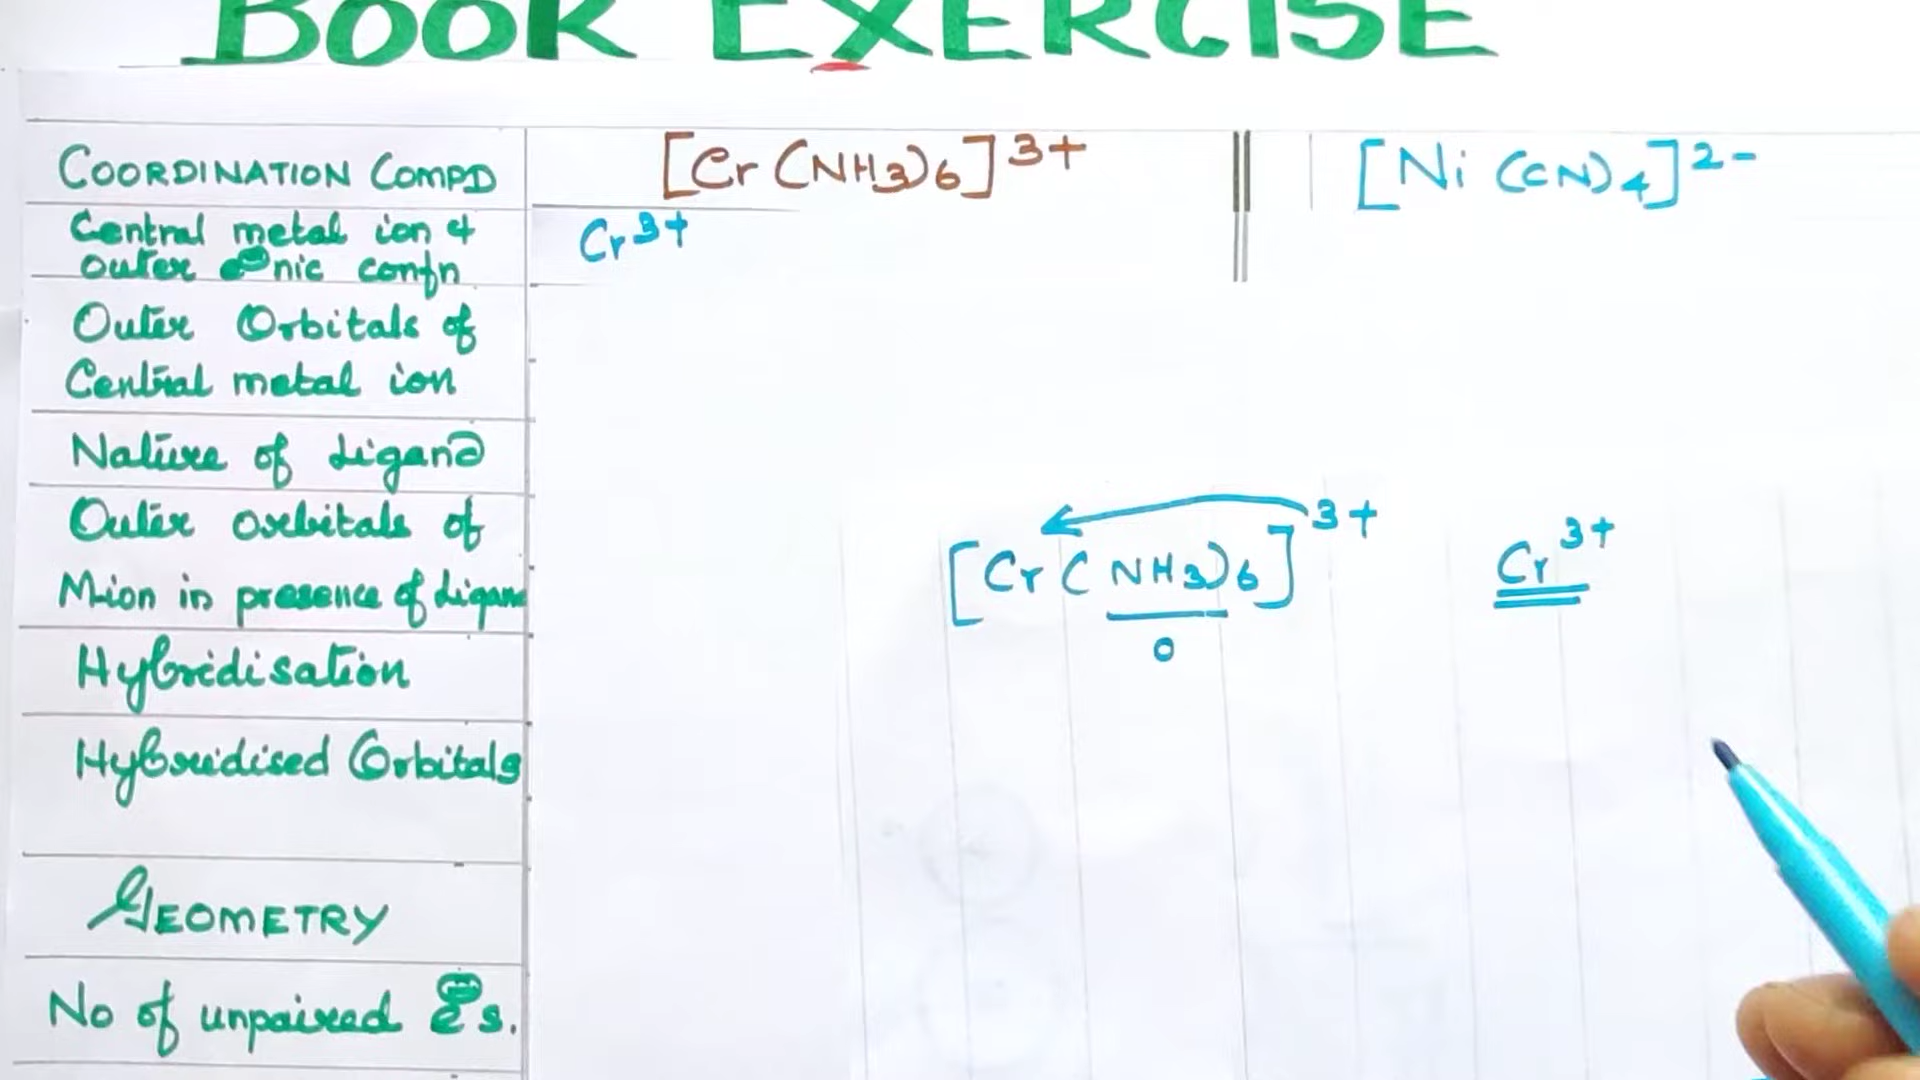 BOOK EXERCISE
COORDINATION COMPD
[Cr(NH3)6]3+
[Ni(CN)4]2-
Central metal ion &
outer e⊖nic confn
Cr3+
Outer Orbitals of
Central metal ion
Nature of Ligand
Outer orbitals of
M-ion in presence of Ligand
[Cr(NH3)6]3+
0
Cr3+
Hybridisation
Hybridised Orbitals
GEOMETRY
No of unpaired e⊖s.